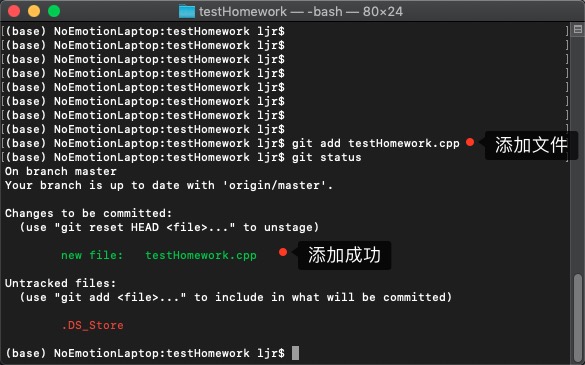 testHomework — -bash — 80×24
[(base) NoEmotionLaptop:testHomework ljr$ ]
[(base) NoEmotionLaptop:testHomework ljr$ ]
[(base) NoEmotionLaptop:testHomework ljr$ ]
[(base) NoEmotionLaptop:testHomework ljr$ ]
[(base) NoEmotionLaptop:testHomework ljr$ ]
[(base) NoEmotionLaptop:testHomework ljr$ ]
[(base) NoEmotionLaptop:testHomework ljr$ ]
[(base) NoEmotionLaptop:testHomework ljr$ ]
[(base) NoEmotionLaptop:testHomework ljr$ git add testHomework.cpp 添加文件 ]
[(base) NoEmotionLaptop:testHomework ljr$ git status ]
On branch master
Your branch is up to date with 'origin/master'.
Changes to be committed:
(use "git reset HEAD <file>..." to unstage)
new file: testHomework.cpp 添加成功
Untracked files:
(use "git add <file>..." to include in what will be committed)
.DS_Store
(base) NoEmotionLaptop:testHomework ljr$